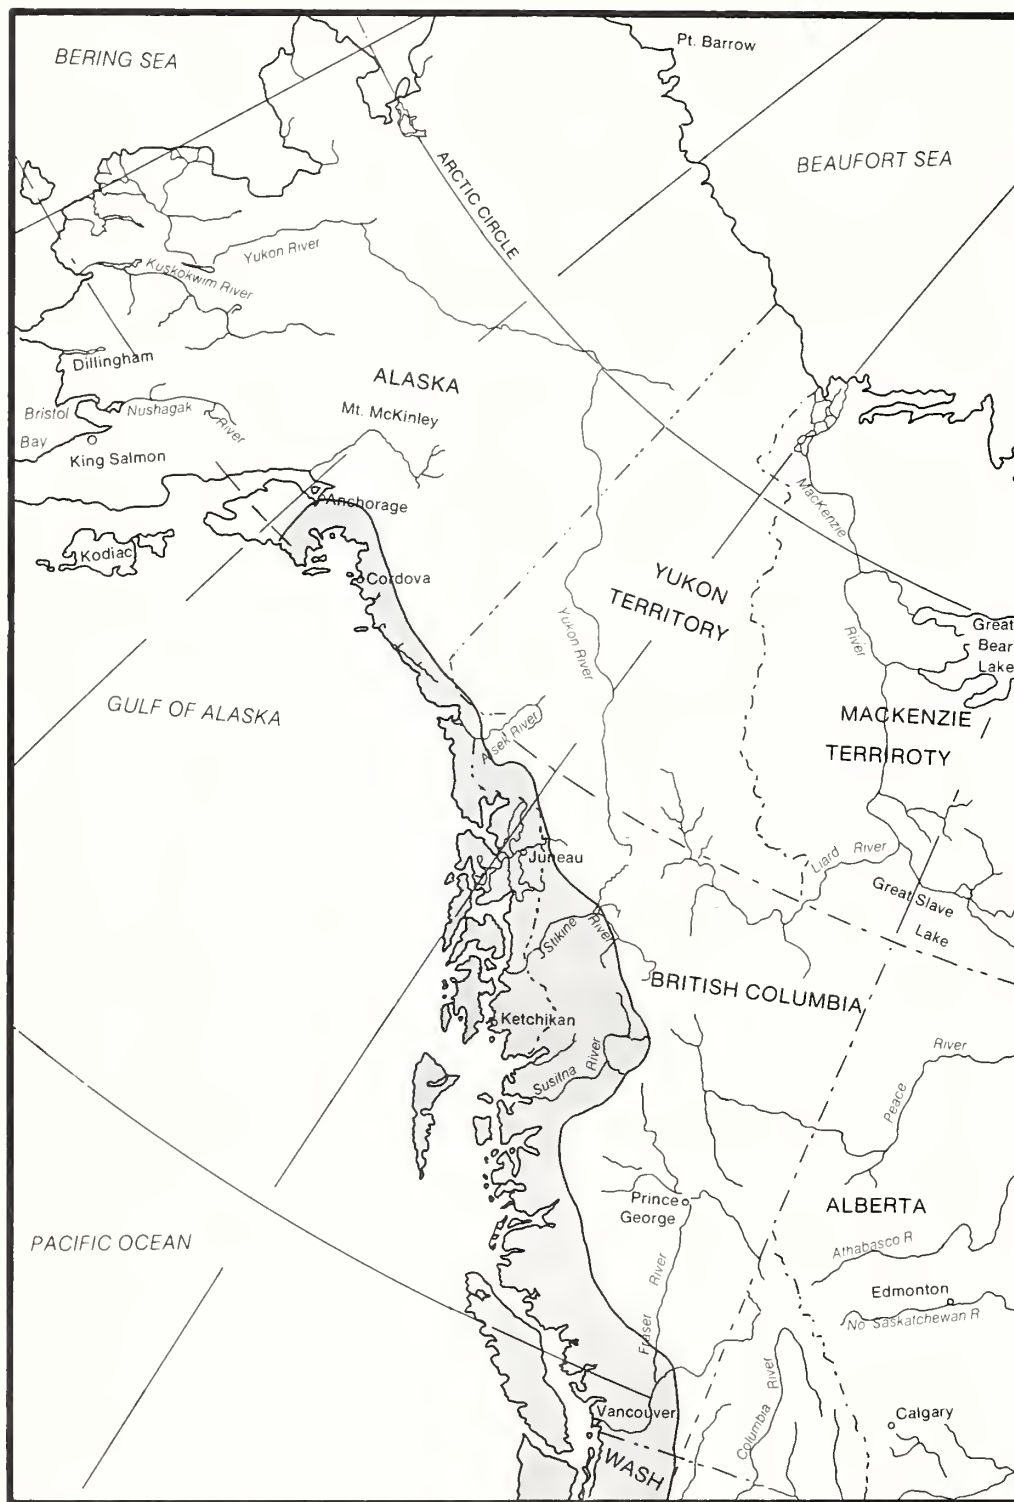 Pt. Barrow
BERING SEA
BEAUFORT SEA
ARCTIC CIRCLE
Yukon River
Kuskokwim River
Dillingham
ALASKA
Mt. McKinley
Bristol
Bay
Nushagak
River
King Salmon
Anchorage
Kodiac
Cordova
MacKenzie
River
YUKON
TERRITORY
Yukon River
Great
Bear
Lake
GULF OF ALASKA
Alsek River
MACKENZIE
TERRIROTY
Juneau
Liard River
Great Slave
Lake
Stikine
River
BRITISH COLUMBIA
Ketchikan
Susitna
River
River
Peace
Prince
George
ALBERTA
PACIFIC OCEAN
Athabasco R
Fraser River
Edmonton
No Saskatchewan R
Columbia River
Vancouver
Calgary
WASH